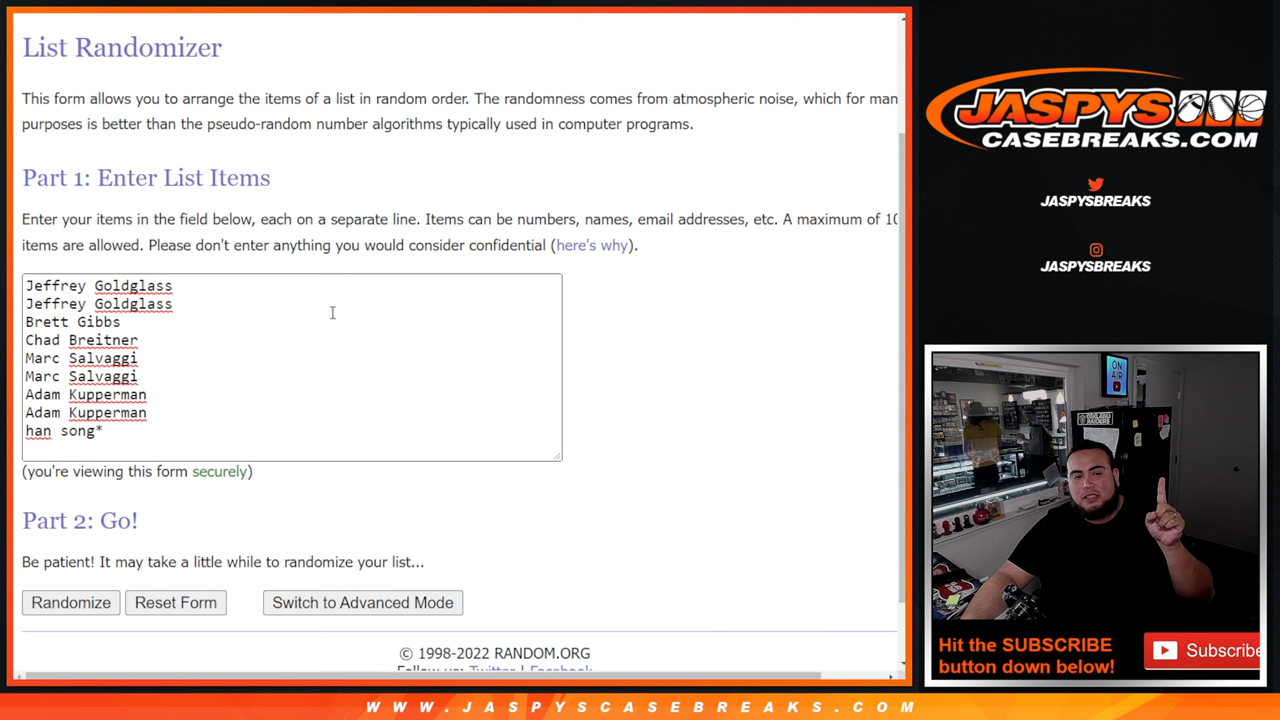 List Randomizer
This form allows you to arrange the items of a list in random order. The randomness comes from atmospheric noise, which for man
purposes is better than the pseudo-random number algorithms typically used in computer programs.
Part 1: Enter List Items
Enter your items in the field below, each on a separate line. Items can be numbers, names, email addresses, etc. A maximum of 10
items are allowed. Please don't enter anything you would consider confidential (here's why).
Jeffrey Goldglass
Jeffrey Goldglass
Brett Gibbs
Chad Breitner
Marc Salvaggi
Marc Salvaggi
Adam Kupperman
Adam Kupperman
han song*
(you're viewing this form securely)
Part 2: Go!
Be patient! It may take a little while to randomize your list...
Randomize Reset Form Switch to Advanced Mode
© 1998-2022 RANDOM.ORG
Follow us: Twitter | Facebook
JASPYS
CASEBREAKS.COM
JASPYSBREAKS
JASPYSBREAKS
ON
AIR
OAKLAND
RAIDERS
Hit the SUBSCRIBE
button down below!
Subscribe
WWW.JASPYSCASEBREAKS.COM